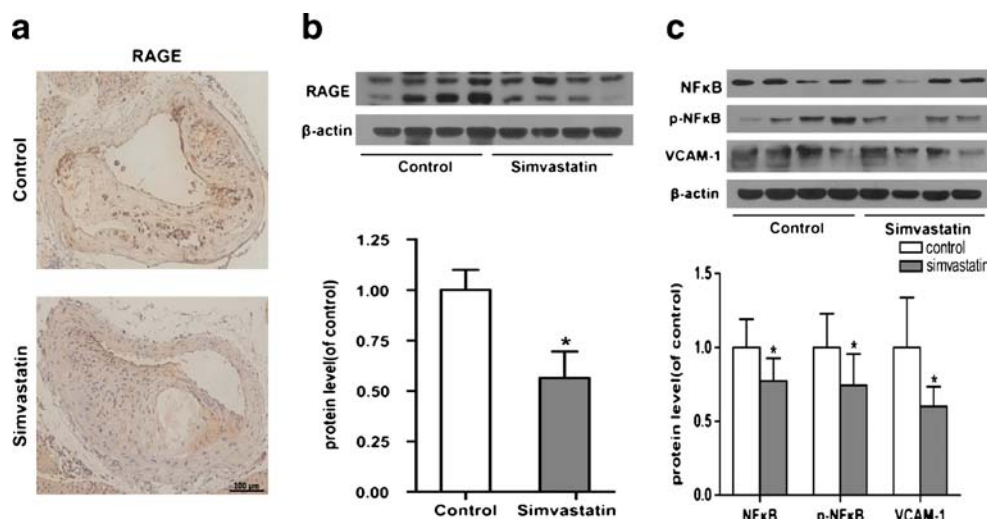 a
RAGE
Control
Simvastatin
100 μm
b
RAGE
β-actin
Control Simvastatin
protein level(of control)
1.25
1.00
0.75
0.50
0.25
0.00
*
Control Simvastatin
c
NFκB
p-NFκB
VCAM-1
β-actin
Control Simvastatin
control
simvastatin
protein level(of control)
1.5
1.0
0.5
0.0
* * *
NFκB p-NFκB VCAM-1